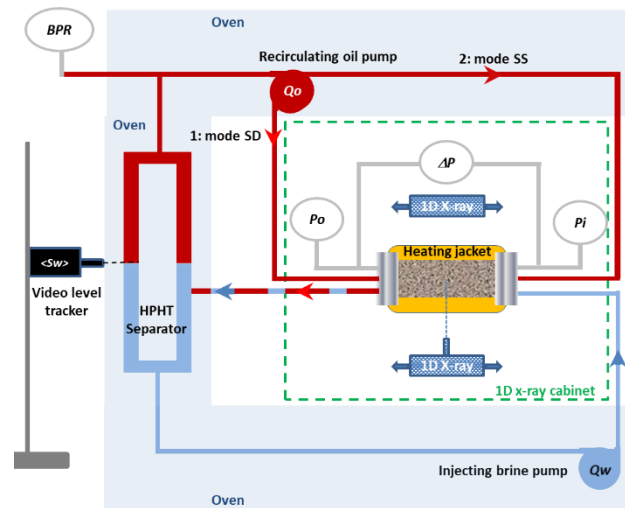 BPR
Oven
Recirculating oil pump
2: mode SS
Qo
Oven
1: mode SD
ΔP
Po
1D X-ray
Pi
Heating jacket
<Sw>
Video level
tracker
HPHT
Separator
1D X-ray
1D x-ray cabinet
Injecting brine pump
Qw
Oven